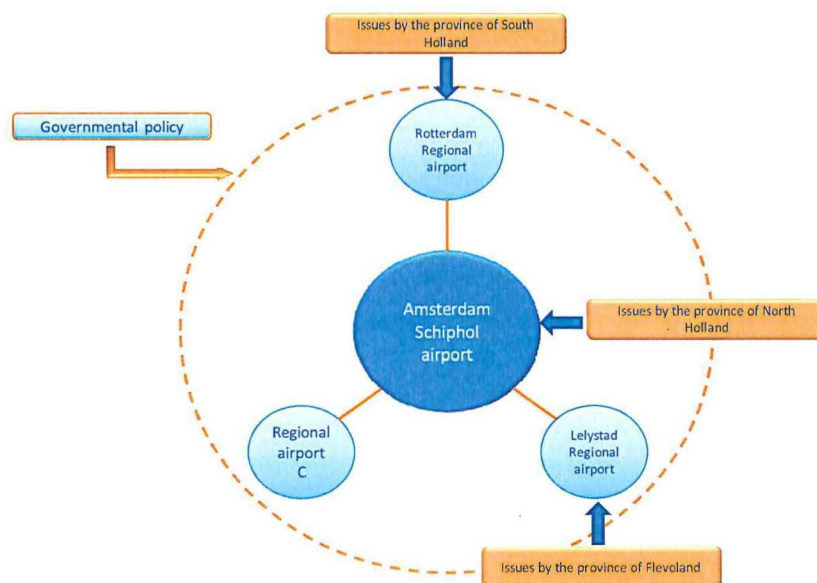 Issues by the province of South
Holland
Governmental policy
Rotterdam
Regional
airport
Amsterdam
Schiphol
airport
Issues by the province of North
Holland
Regional
airport
C
Lelystad
Regional
airport
Issues by the province of Flevoland